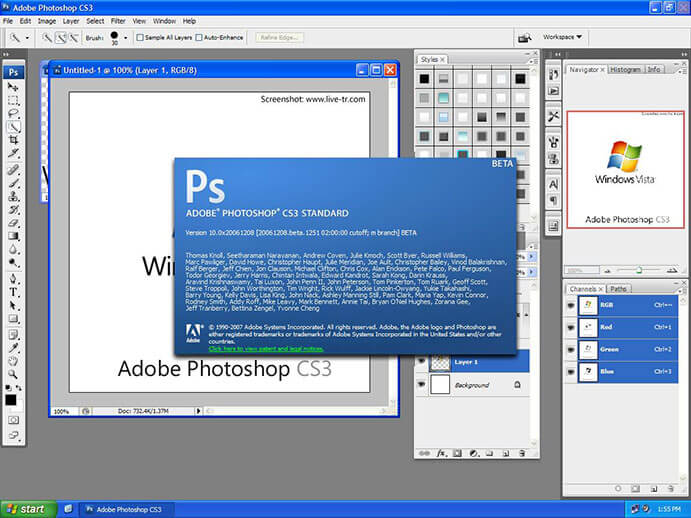 Adobe Photoshop CS3
File Edit Image Layer Select Filter View Window Help
Brush: 30 Sample All Layers Auto-Enhance Refine Edge... Workspace
Ps
Untitled-1 @ 100% (Layer 1, RGB/8)
Screenshot: www.live-tr.com
Win
Adobe Photoshop CS3
100% Doc: 732.4K/1.37M
Styles
BETA
Ps
ADOBE® PHOTOSHOP® CS3 STANDARD
Version 10.0x20061208 [20061208.beta.1251 02:00:00 cutoff; m branch] BETA
Thomas Knoll, Seetharaman Narayanan, Andrew Coven, Julie Kmoch, Scott Byer, Russell Williams,
Marc Pawliger, David Howe, Christopher Haupt, Julie Meridian, Joe Ault, Christopher Bailey, Vinod Balakrishnan,
Ralf Berger, Jeff Chien, Jon Clauson, Michael Clifton, Chris Cox, Alan Erickson, Pete Falco, Paul Ferguson,
Todor Georgiev, Jerry Harris, Chintan Intwala, Edward Kandrot, Sarah Kong, Darin Krauss,
Aravind Krishnaswamy, Tai Luxon, John Penn II, John Peterson, Tom Pinkerton, Tom Ruark, Geoff Scott,
Steve Troppoli, John Worthington, Tim Wright, Rick Wulff, Jackie Lincoln-Owyang, Yukie Takahashi,
Barry Young, Kelly Davis, Lisa King, John Nack, Ashley Manning Still, Pam Clark, Maria Yap, Kevin Connor,
Rodney Smith, Addy Roff, Mike Leavy, Mark Bennett, Annie Tai, Bryan O'Neil Hughes, Zorana Gee,
Jeff Tranberry, Bettina Zengel, Yvonne Cheng
Adobe
© 1990-2007 Adobe Systems Incorporated. All rights reserved. Adobe, the Adobe logo and Photoshop are
either registered trademarks or trademarks of Adobe Systems Incorporated in the United States and/or other
countries.
Click here to view patent and legal notices.
Layer 1
Background
Navigator Histogram Info
Windows Vista
Adobe Photoshop CS3
100%
Channels Paths
RGB Ctrl+~
Red Ctrl+1
Green Ctrl+2
Blue Ctrl+3
start
Adobe Photoshop CS3
1:55 PM